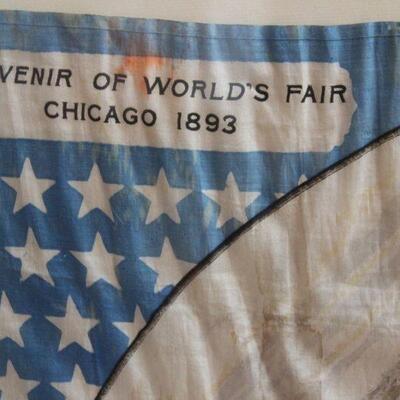 VENIR OF WORLD'S FAIR
CHICAGO 1893